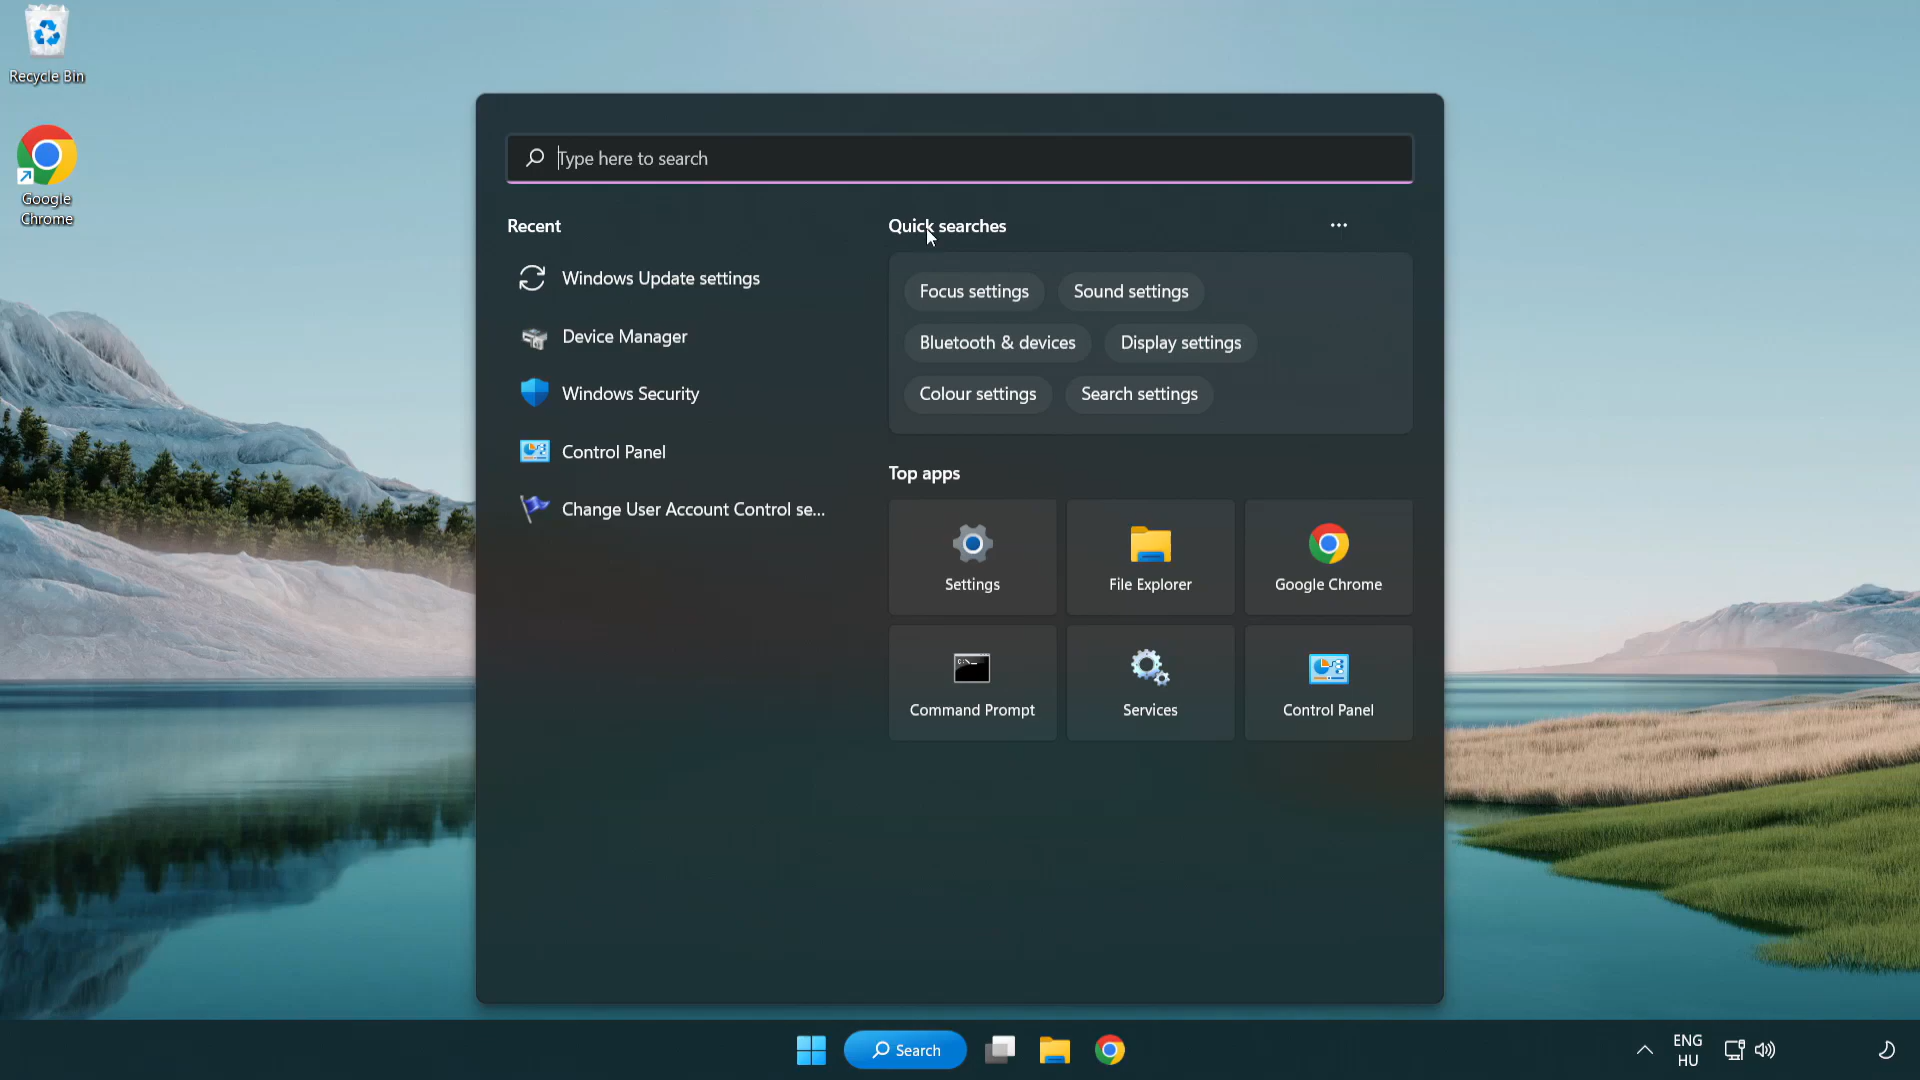 Recycle Bin
Google
Chrome
Type here to search
Recent
Windows Update settings
Device Manager
Windows Security
Control Panel
Change User Account Control se...
Quick searches
Focus settings
Sound settings
Bluetooth & devices
Display settings
Colour settings
Search settings
Top apps
Settings
File Explorer
Google Chrome
Command Prompt
Services
Control Panel
Search
ENG
HU